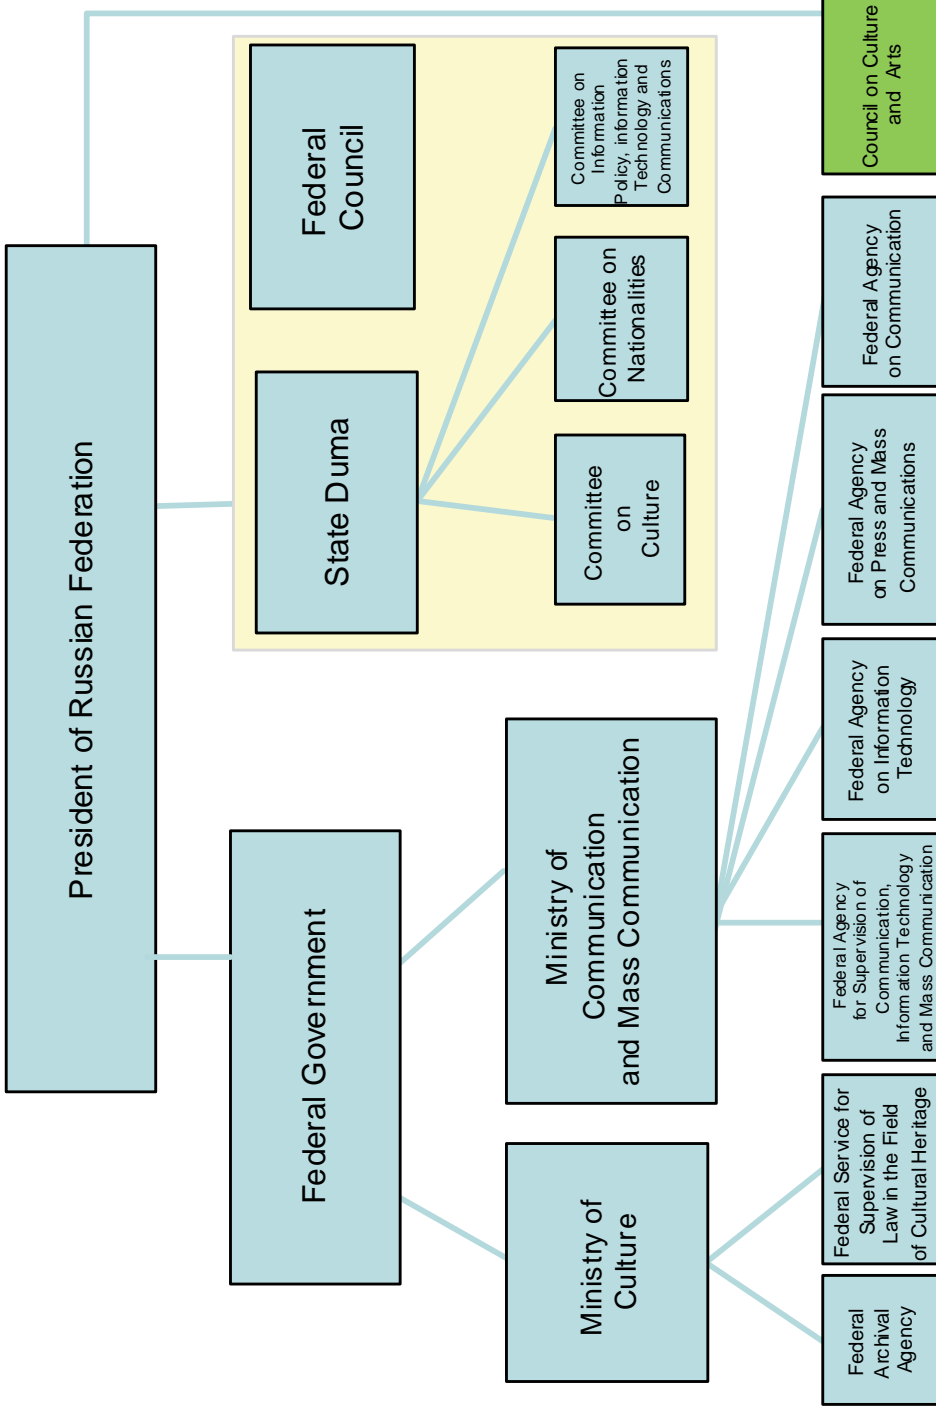 President of Russian Federation
Federal Government
State Duma
Federal
Council
Ministry of
Culture
Ministry of
Communication
and Mass Communication
Committee
on
Culture
Committee on
Nationalities
Committee on
Information
Policy, information
Technology and
Communications
Federal
Archival
Agency
Federal Service for
Supervision of
Law in the Field
of Cultural Heritage
Federal Agency
for Supervision of
Communication,
Information Technology
and Mass Communication
Federal Agency
on Information
Technology
Federal Agency
on Press and Mass
Communications
Federal Agency
on Communication
Council on Culture
and Arts